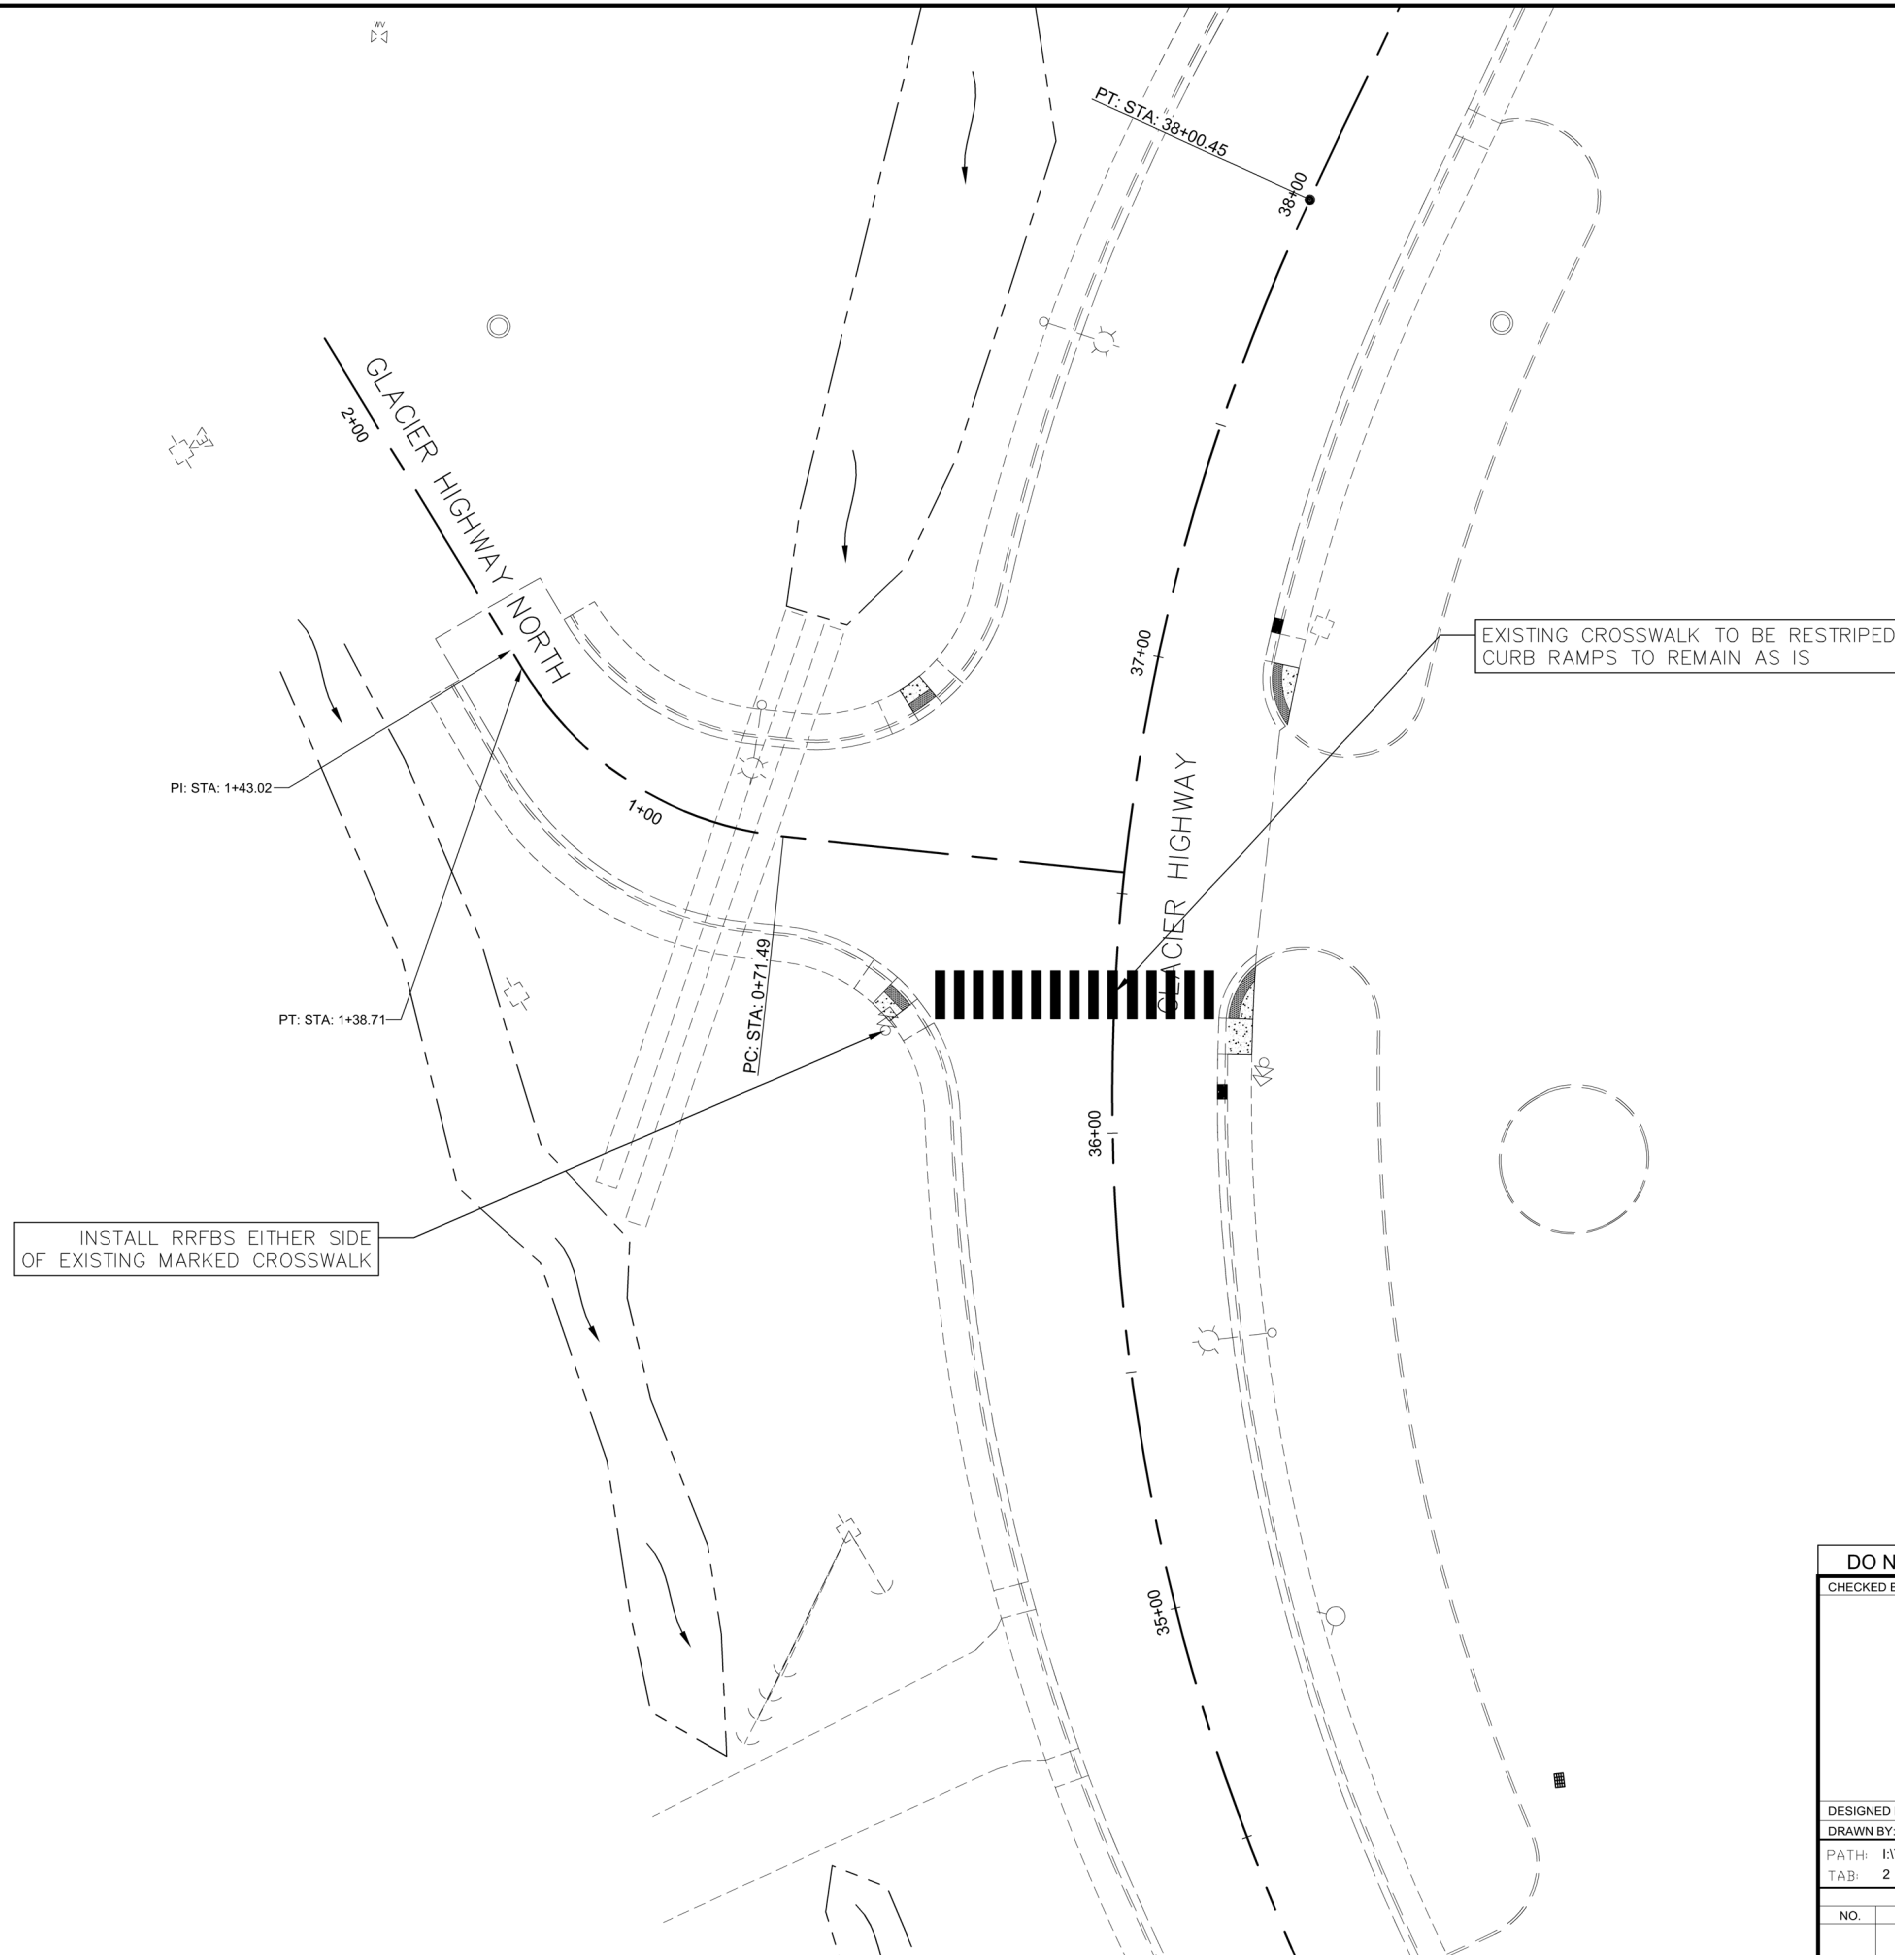 PT: STA: 38+00.45
38+00
GLACIER HIGHWAY NORTH
2+00
37+00
EXISTING CROSSWALK TO BE RESTRIPED
CURB RAMPS TO REMAIN AS IS
PI: STA: 1+43.02
1+00
GLACIER HIGHWAY
PC: STA: 0+71.49
PT: STA: 1+38.71
36+00
INSTALL RRFBS EITHER SIDE
OF EXISTING MARKED CROSSWALK
35+00
DO N
CHECKED B
DESIGNED
DRAWN BY:
PATH: I:\
TAB: 2
NO.